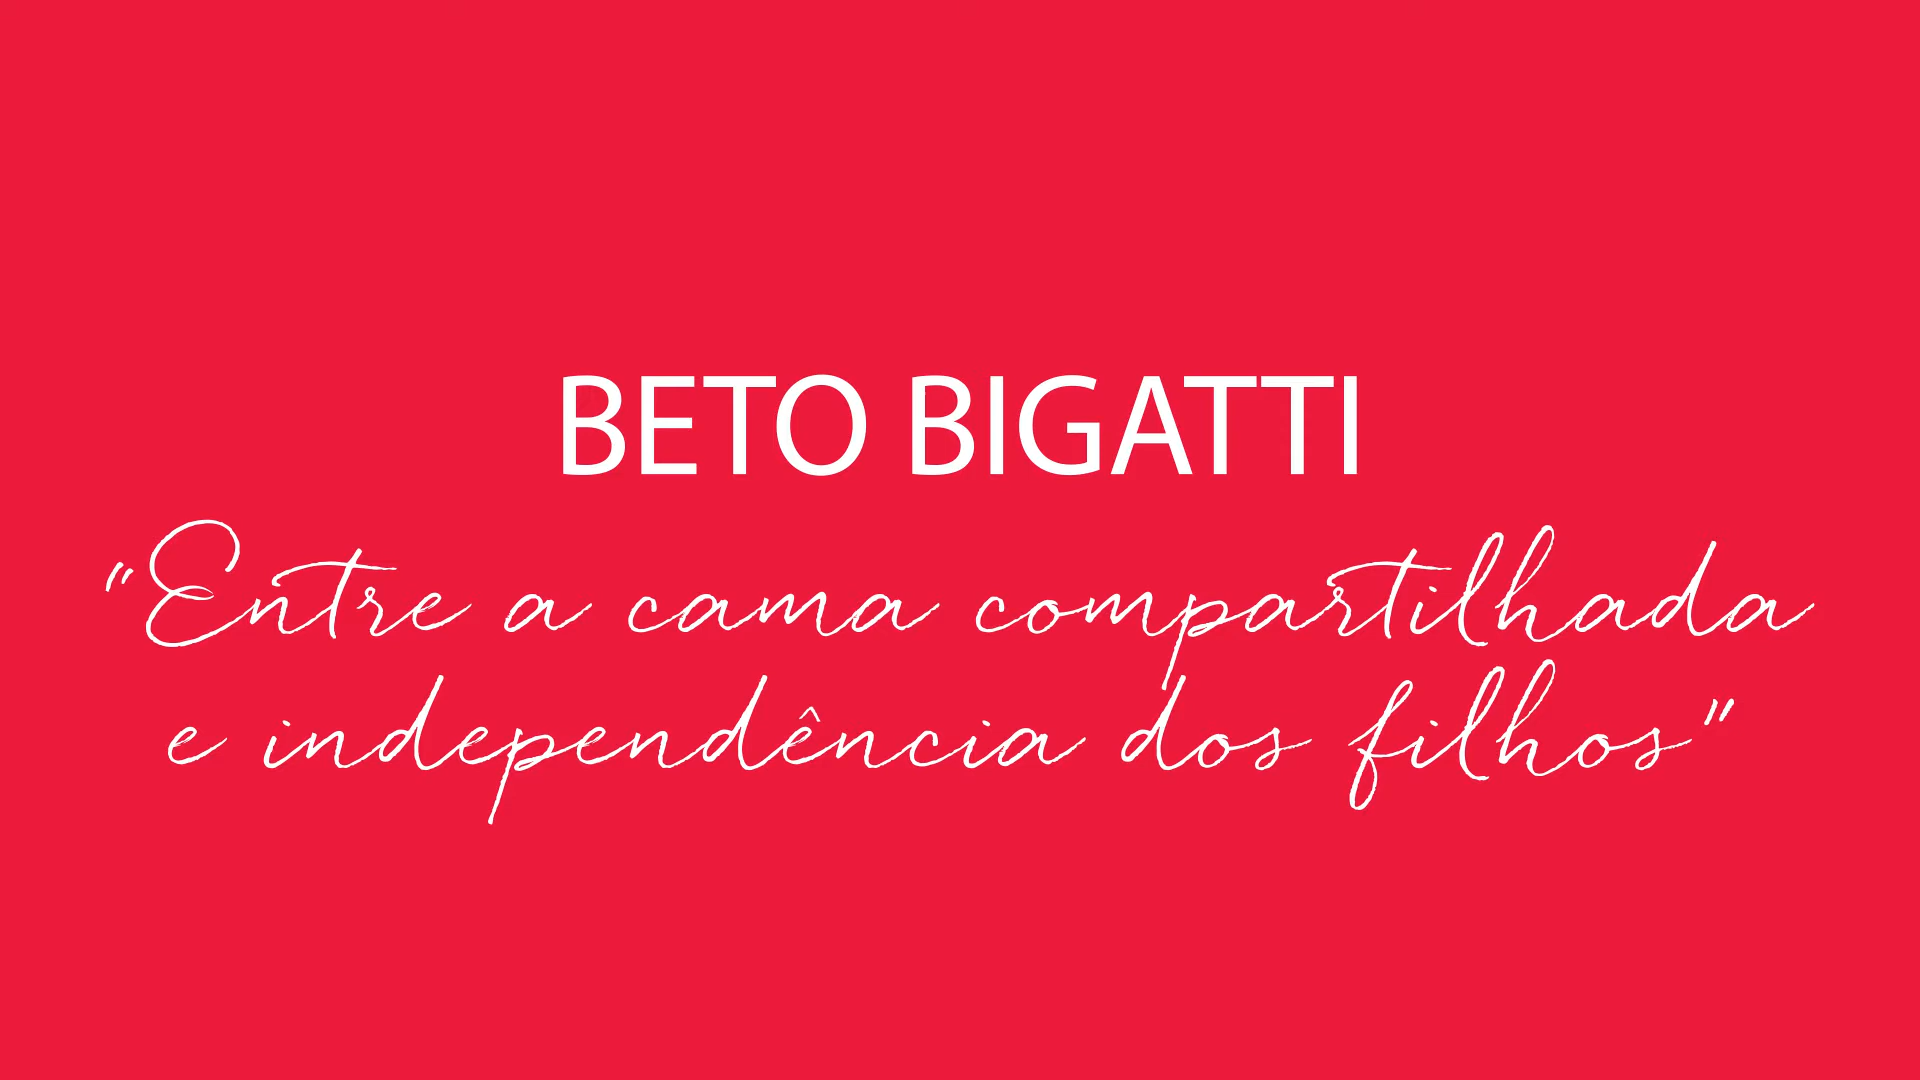 BETO BIGATTI
"Entre a cama compartilhada
e independência dos filhos"